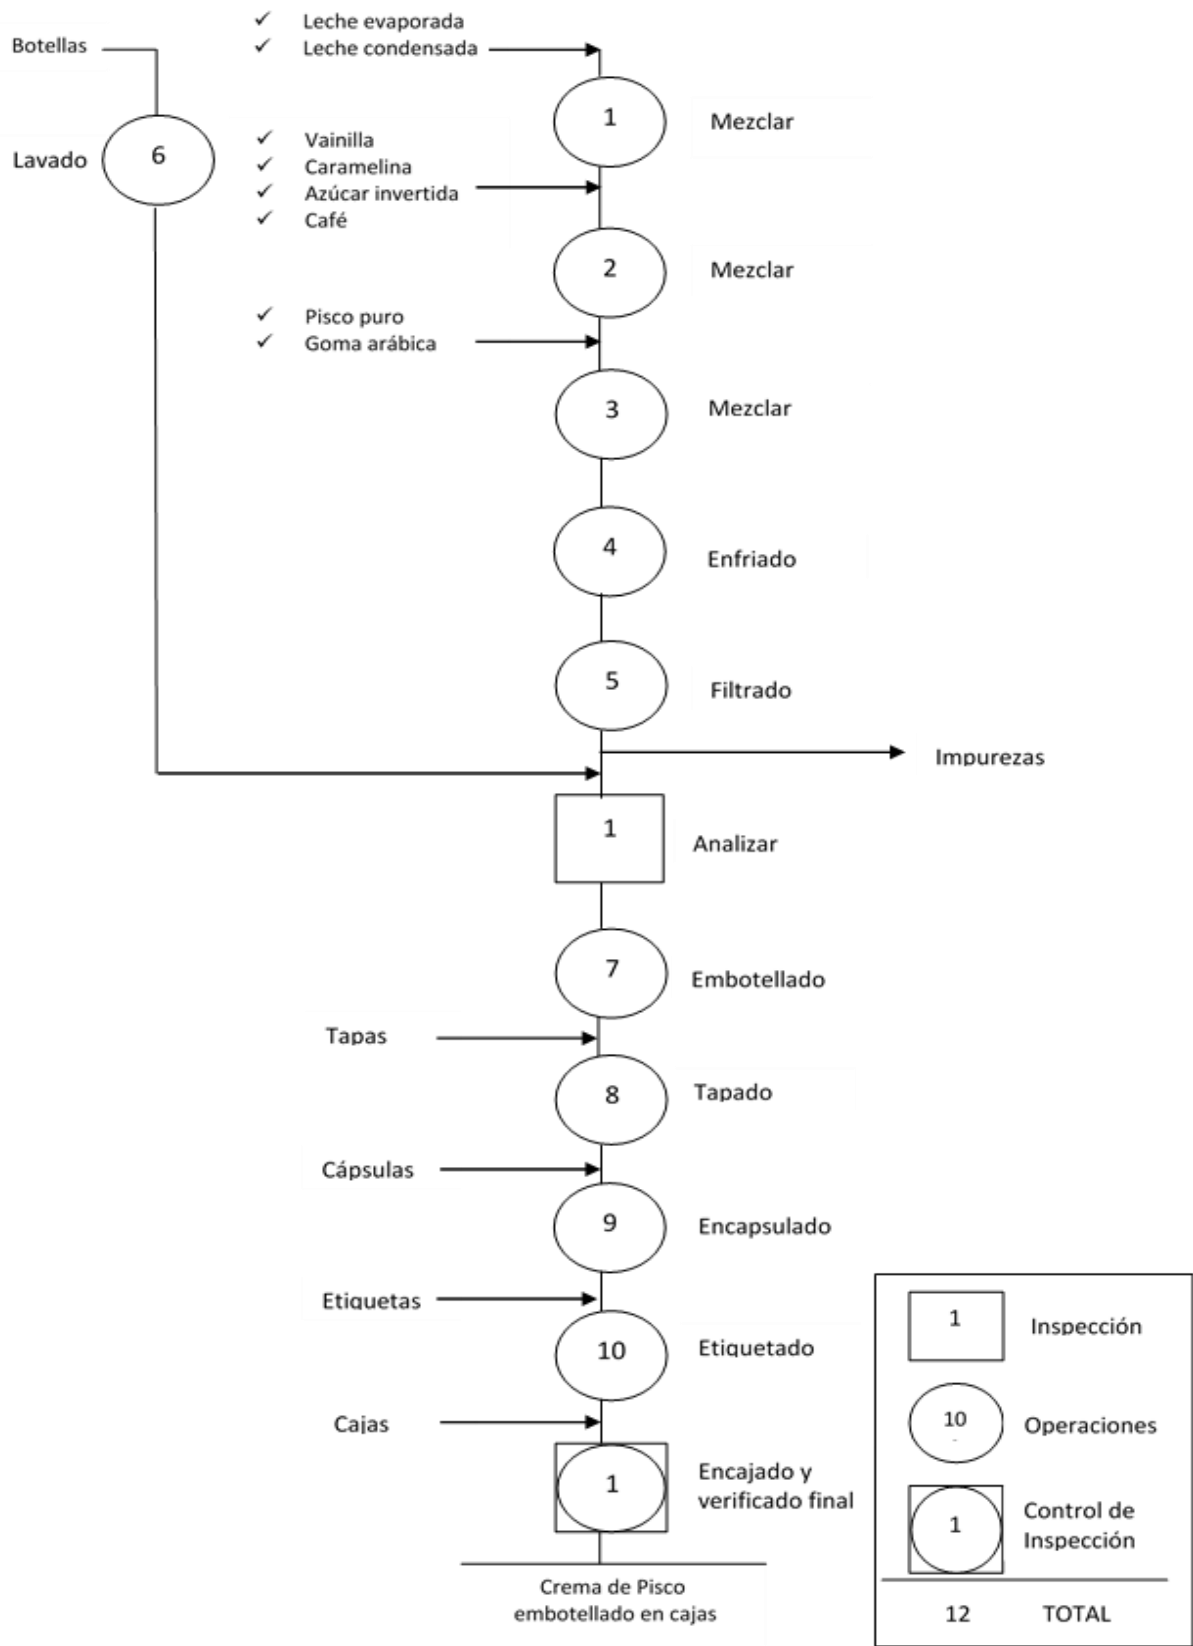 ✓ Leche evaporada
Botellas
✓ Leche condensada
1
Mezclar
Lavado
6
✓ Vainilla
✓ Caramelina
✓ Azúcar invertida
✓ Café
2
Mezclar
✓ Pisco puro
✓ Goma arábica
3
Mezclar
4
Enfriado
5
Filtrado
Impurezas
1
Analizar
7
Embotellado
Tapas
8
Tapado
Cápsulas
9
Encapsulado
Etiquetas
10
Etiquetado
Cajas
1
Encajado y
verificado final
Crema de Pisco
embotellado en cajas
1
Inspección
10
Operaciones
1
Control de
Inspección
12 TOTAL